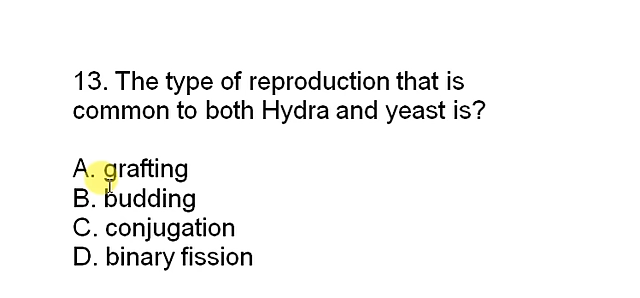 13. The type of reproduction that is
common to both Hydra and yeast is?
A. grafting
B. budding
C. conjugation
D. binary fission